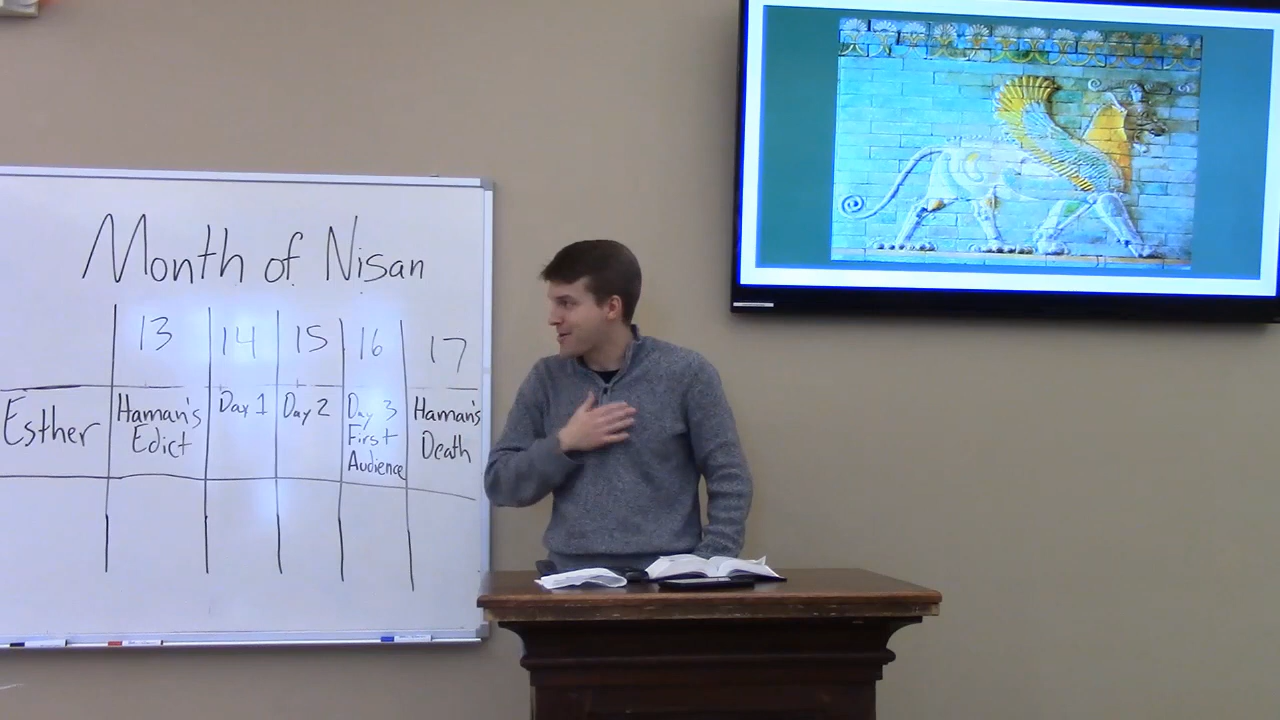 Month of Nisan
13 14 15 16 17
Esther Haman's Edict Day 1 Day 2 Day 3 First Audience Haman's Death